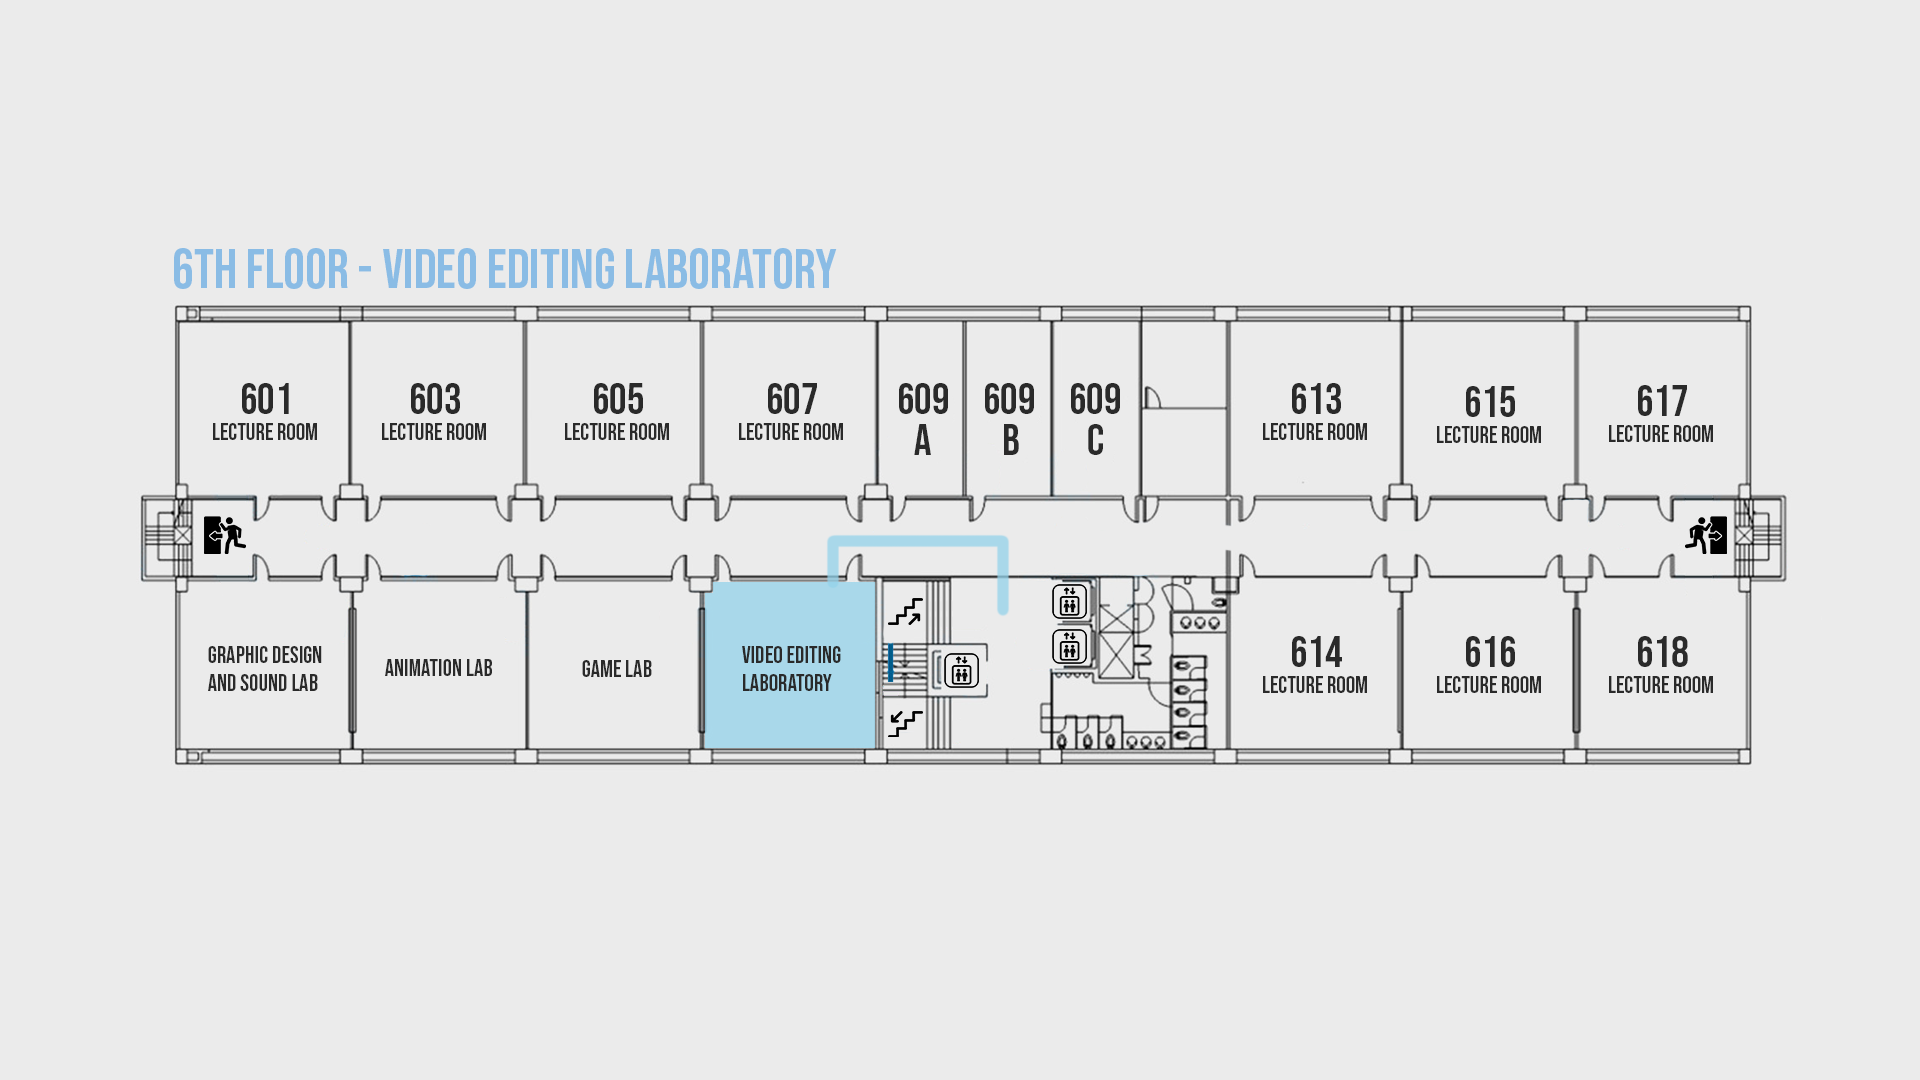 6TH FLOOR - VIDEO EDITING LABORATORY
601
LECTURE ROOM
603
LECTURE ROOM
605
LECTURE ROOM
607
LECTURE ROOM
609
A
609
B
609
C
613
LECTURE ROOM
615
LECTURE ROOM
617
LECTURE ROOM
GRAPHIC DESIGN
AND SOUND LAB
ANIMATION LAB
GAME LAB
VIDEO EDITING
LABORATORY
614
LECTURE ROOM
616
LECTURE ROOM
618
LECTURE ROOM